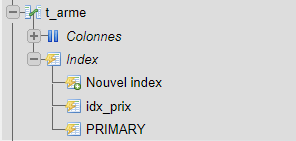 t_arme
Colonnes
Index
Nouvel index
idx_prix
PRIMARY